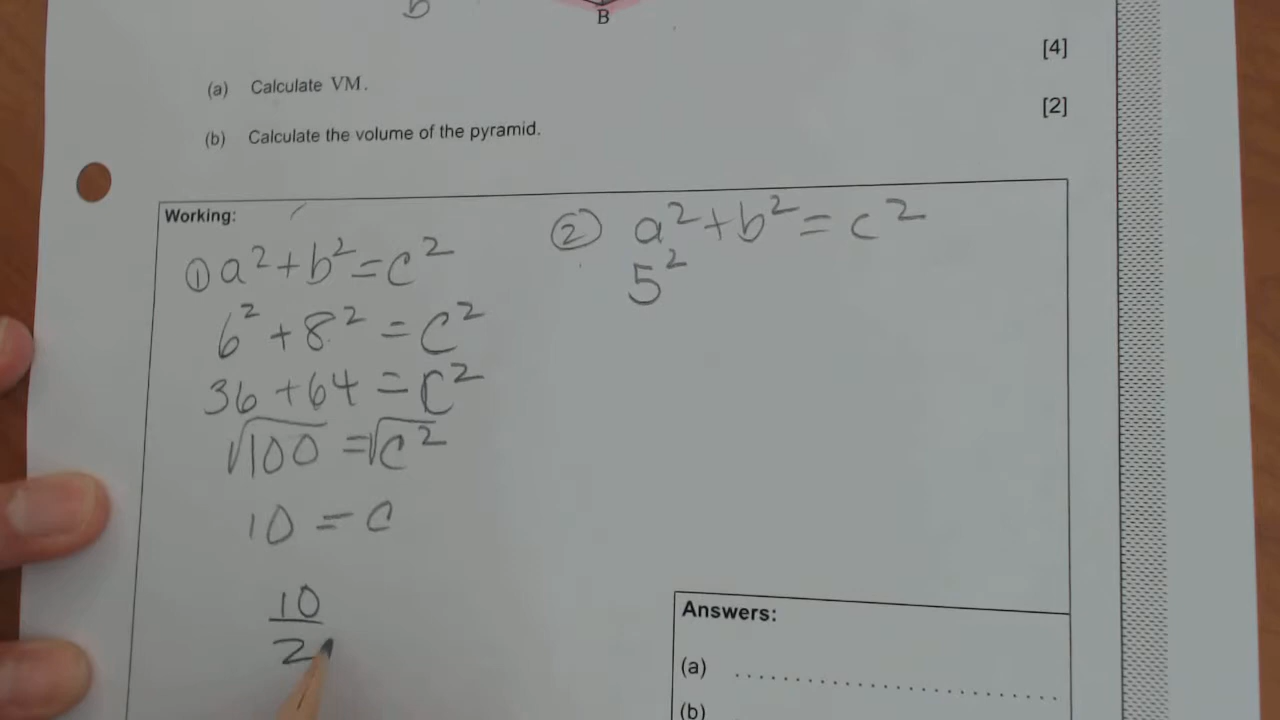 b
B
[4]
(a) Calculate VM.
[2]
(b) Calculate the volume of the pyramid.
Working:
① a² + b² = c²
6² + 8² = c²
36 + 64 = c²
√100 = √c²
10 = c
10
2
② a² + b² = c²
5²
Answers:
(a) ..............................
(b)